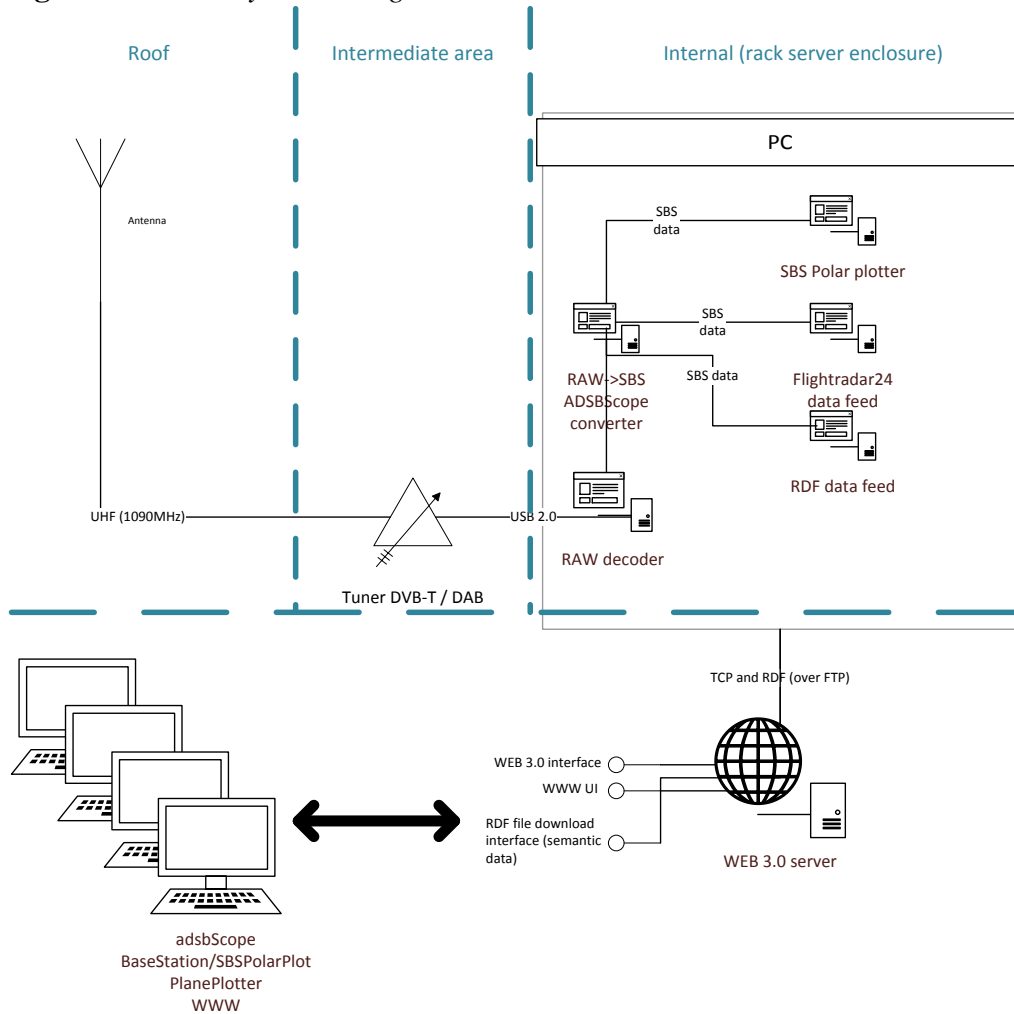 Roof
Intermediate area
Internal (rack server enclosure)
PC
Antenna
SBS
data
SBS Polar plotter
SBS
data
RAW->SBS
ADSBScope
converter
SBS data
Flightradar24
data feed
RDF data feed
UHF (1090MHz)
USB 2.0
RAW decoder
Tuner DVB-T / DAB
TCP and RDF (over FTP)
WEB 3.0 interface
WWW UI
RDF file download
interface (semantic
data)
WEB 3.0 server
adsbScope
BaseStation/SBSPolarPlot
PlanePlotter
WWW